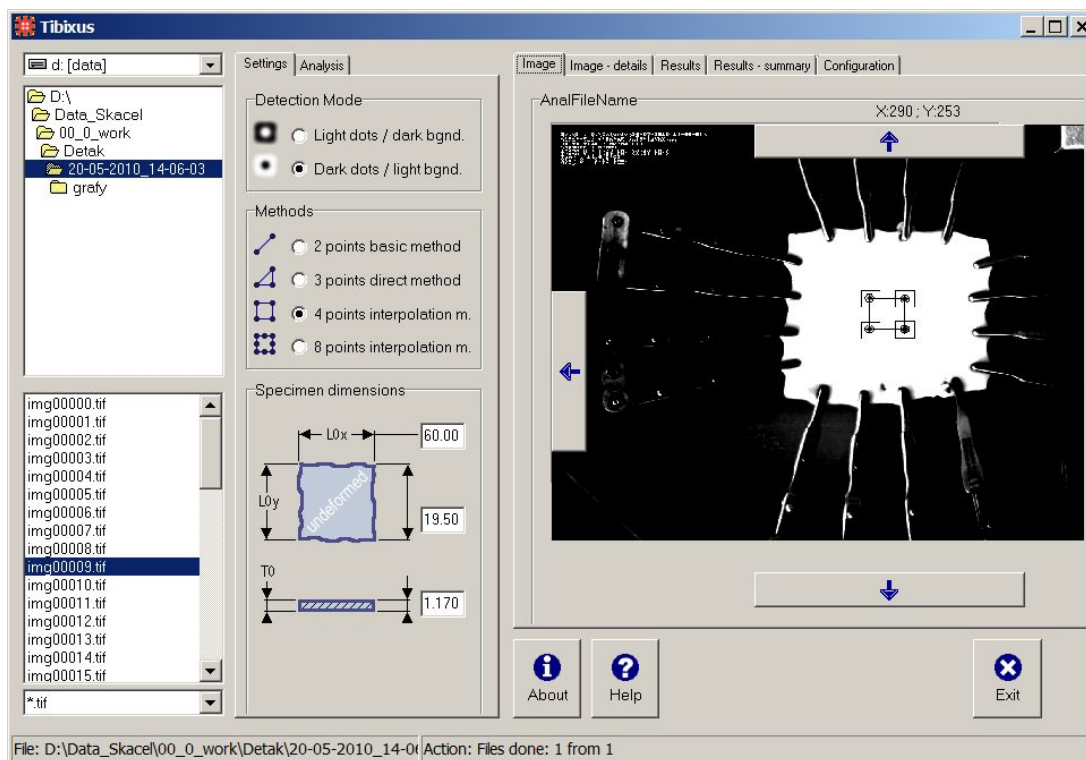 Tibixus
d: [data]
D:\
Data_Skacel
00_0_work
Detak
20-05-2010_14-06-03
grafy
img00000.tif
img00001.tif
img00002.tif
img00003.tif
img00004.tif
img00005.tif
img00006.tif
img00007.tif
img00008.tif
img00009.tif
img00010.tif
img00011.tif
img00012.tif
img00013.tif
img00014.tif
img00015.tif
*.tif
Settings Analysis
Detection Mode
Light dots / dark bgnd.
Dark dots / light bgnd.
Methods
2 points basic method
3 points direct method
4 points interpolation m.
8 points interpolation m.
Specimen dimensions
L0x
60.00
L0y
undeformed
19.50
T0
1.170
Image Image - details Results Results - summary Configuration
AnalFileName
X:290 ; Y:253
About
Help
Exit
File: D:\Data_Skacel\00_0_work\Detak\20-05-2010_14-0
Action: Files done: 1 from 1